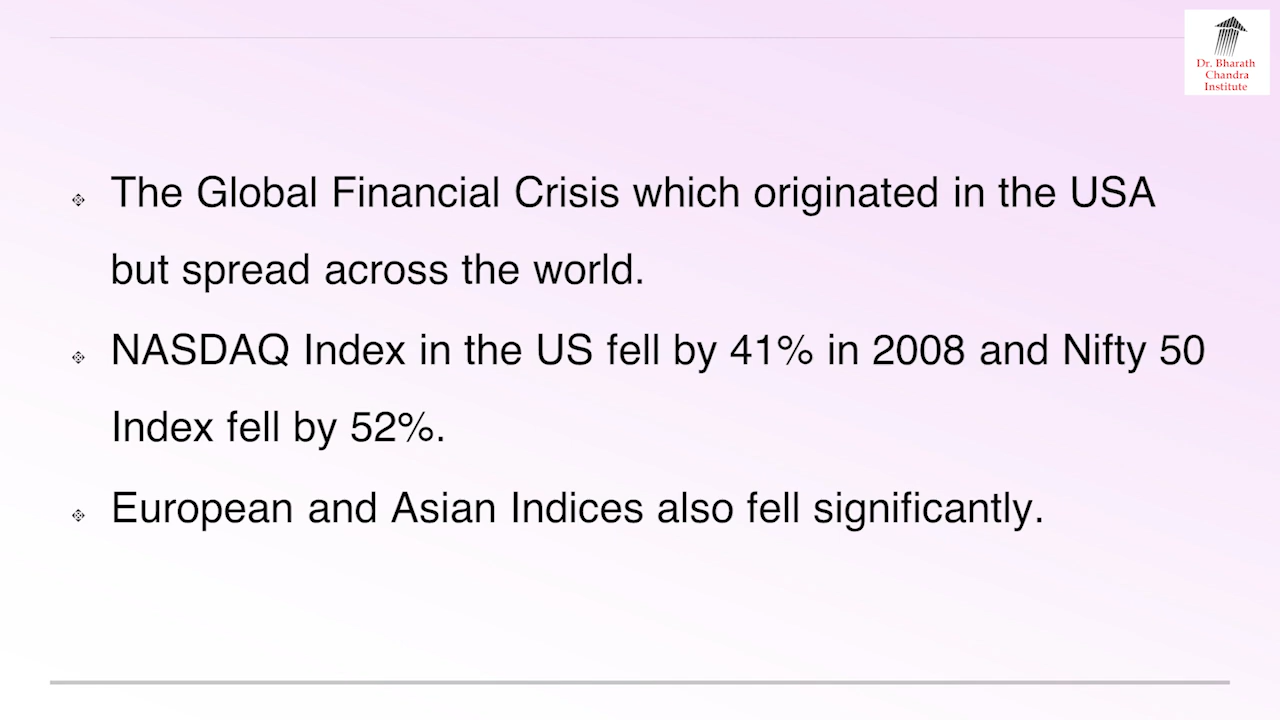 Dr. Bharath
Chandra
Institute
The Global Financial Crisis which originated in the USA
but spread across the world.
NASDAQ Index in the US fell by 41% in 2008 and Nifty 50
Index fell by 52%.
European and Asian Indices also fell significantly.